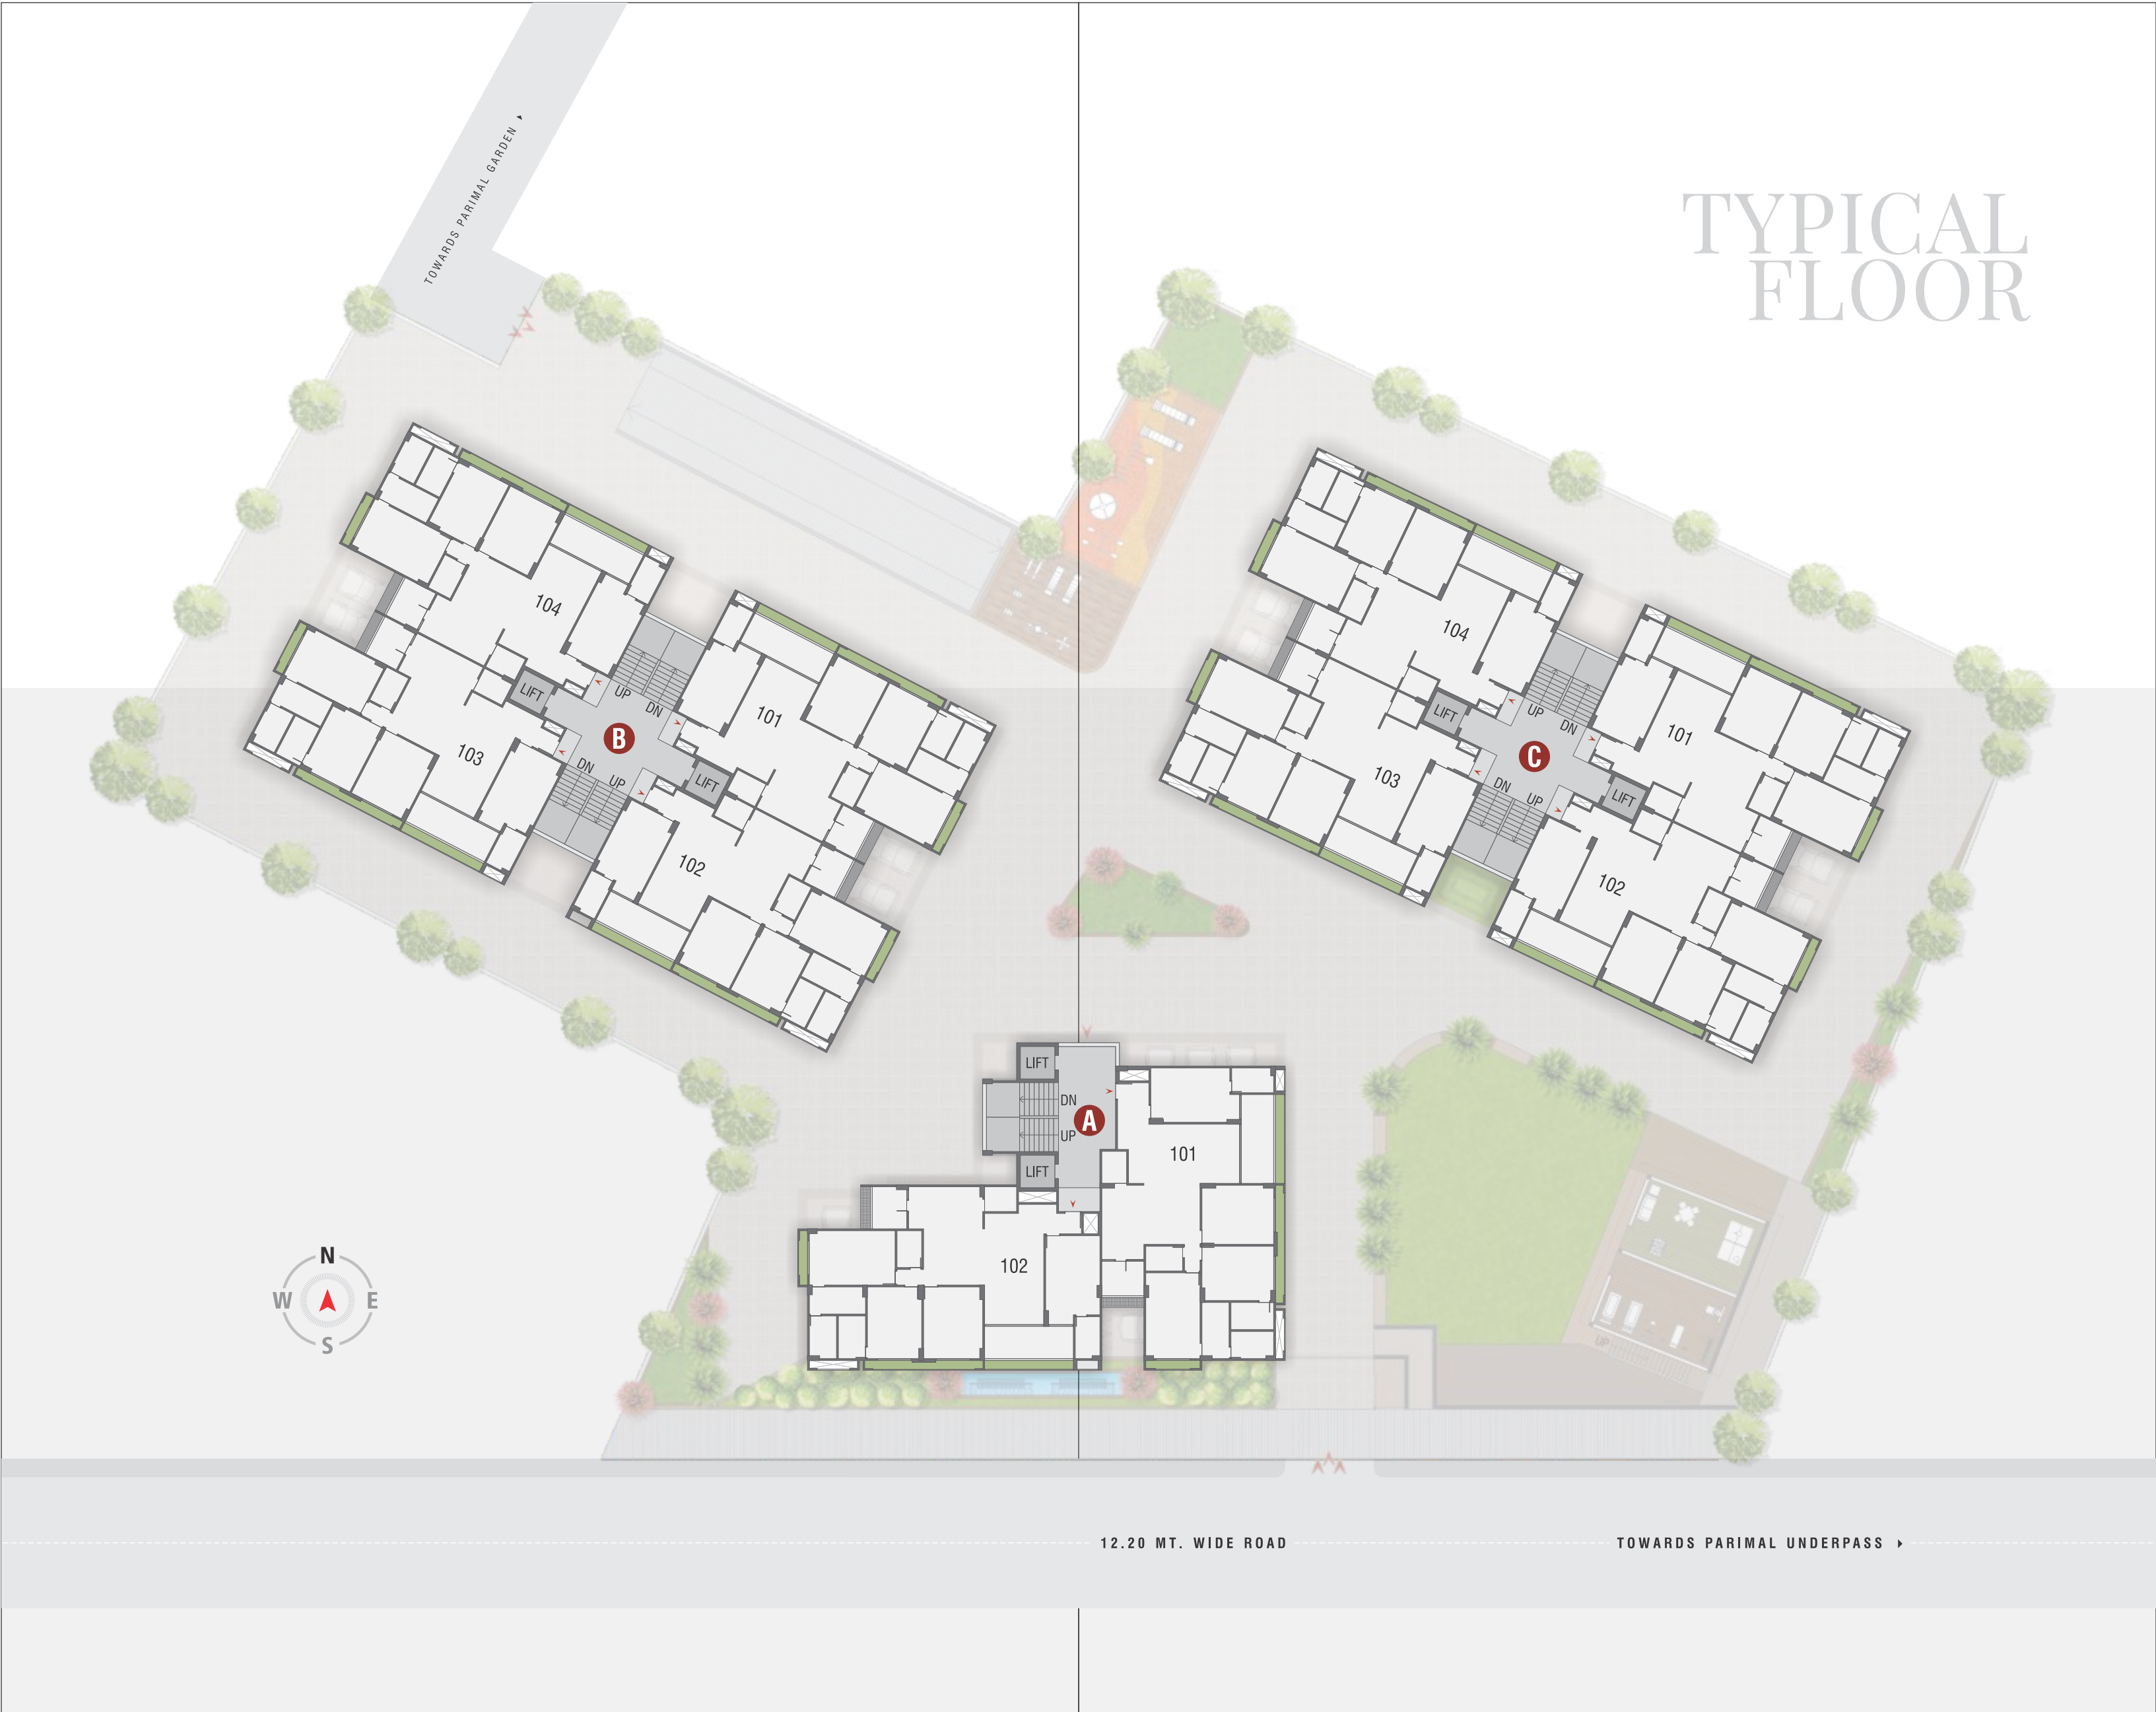 TOWARDS PARIMAL GARDEN
TYPICAL
FLOOR
104
LIFT
UP
DN
101
B
103
DN
UP
LIFT
102
104
LIFT
UP
DN
101
C
103
DN
UP
LIFT
102
LIFT
DN
A
UP
101
LIFT
102
N
W
E
S
UP
12.20 MT. WIDE ROAD
TOWARDS PARIMAL UNDERPASS